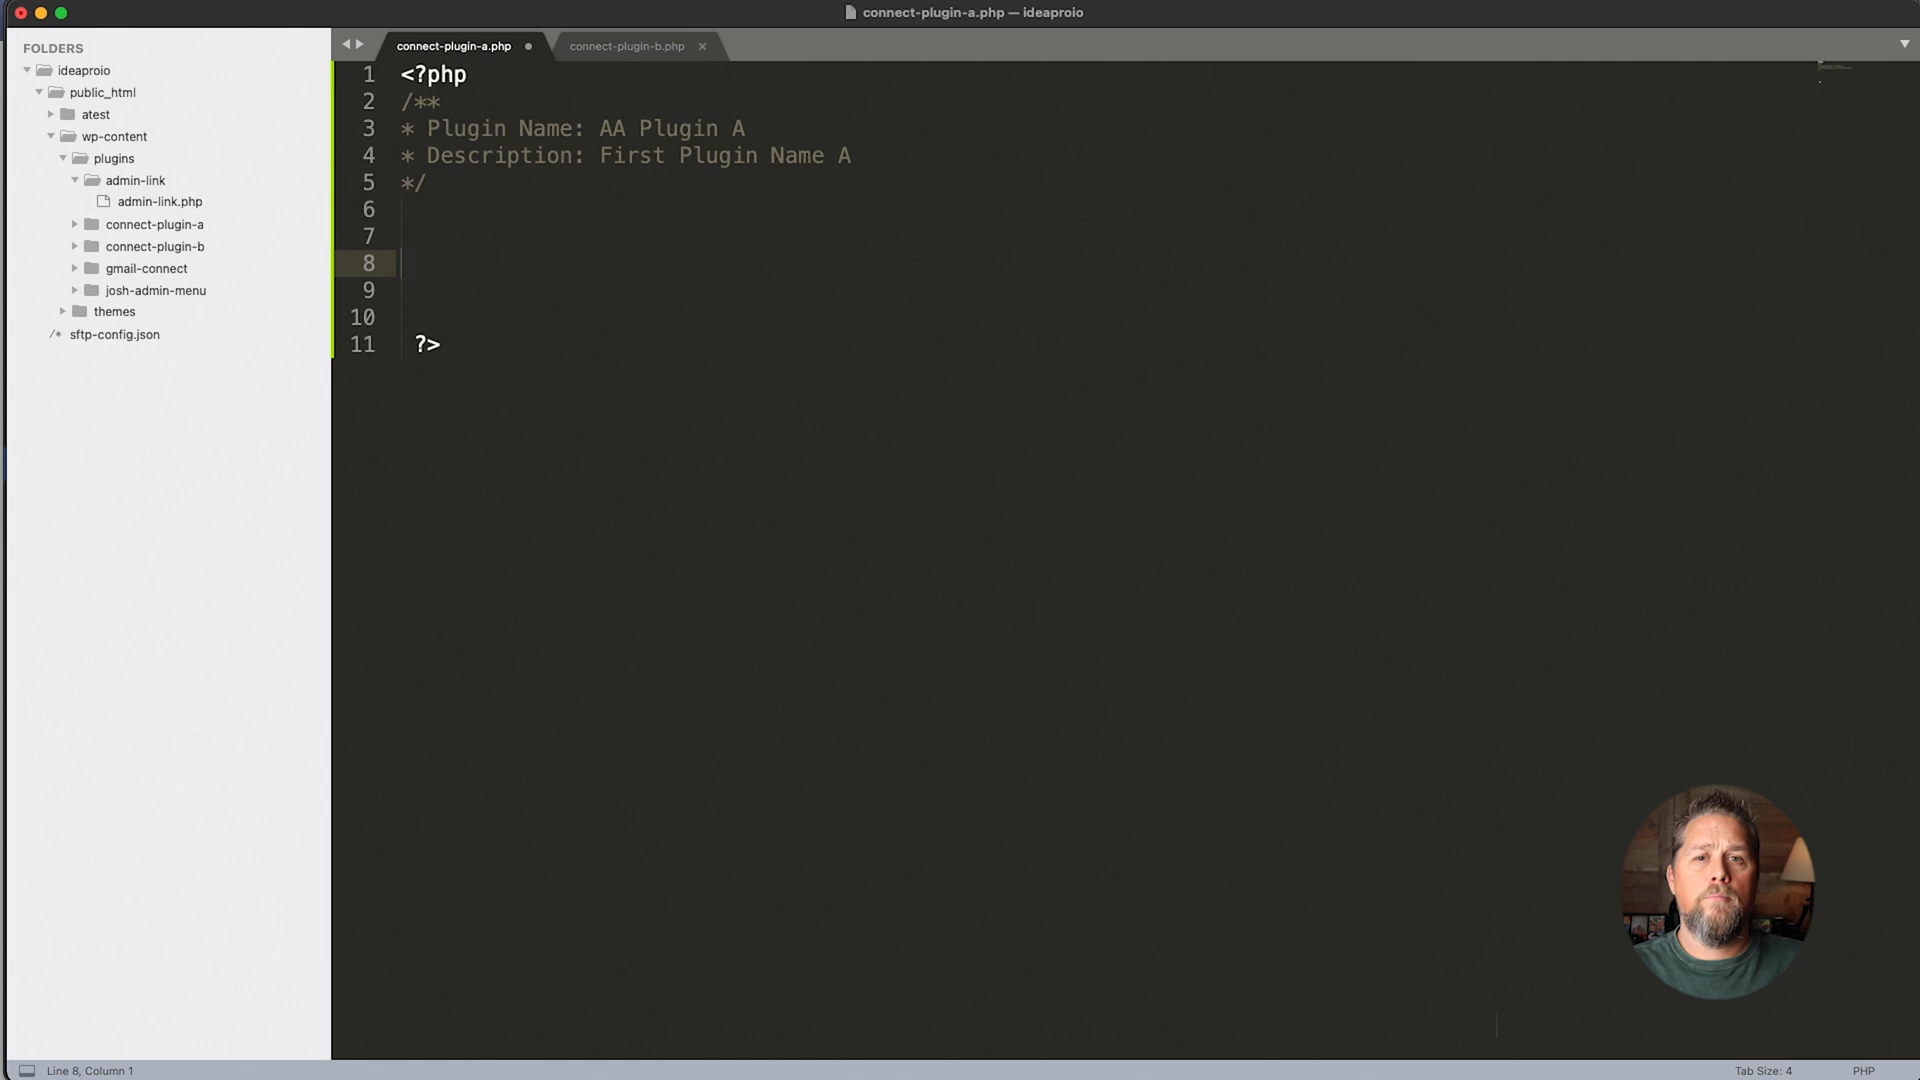 connect-plugin-a.php — ideaproio
FOLDERS
ideaproio
public_html
atest
wp-content
plugins
admin-link
admin-link.php
connect-plugin-a
connect-plugin-b
gmail-connect
josh-admin-menu
themes
/* sftp-config.json
connect-plugin-a.php
connect-plugin-b.php
1 <?php
2 /**
3 * Plugin Name: AA Plugin A
4 * Description: First Plugin Name A
5 */
6
7
8
9
10
11 ?>
Line 8, Column 1
Tab Size: 4
PHP